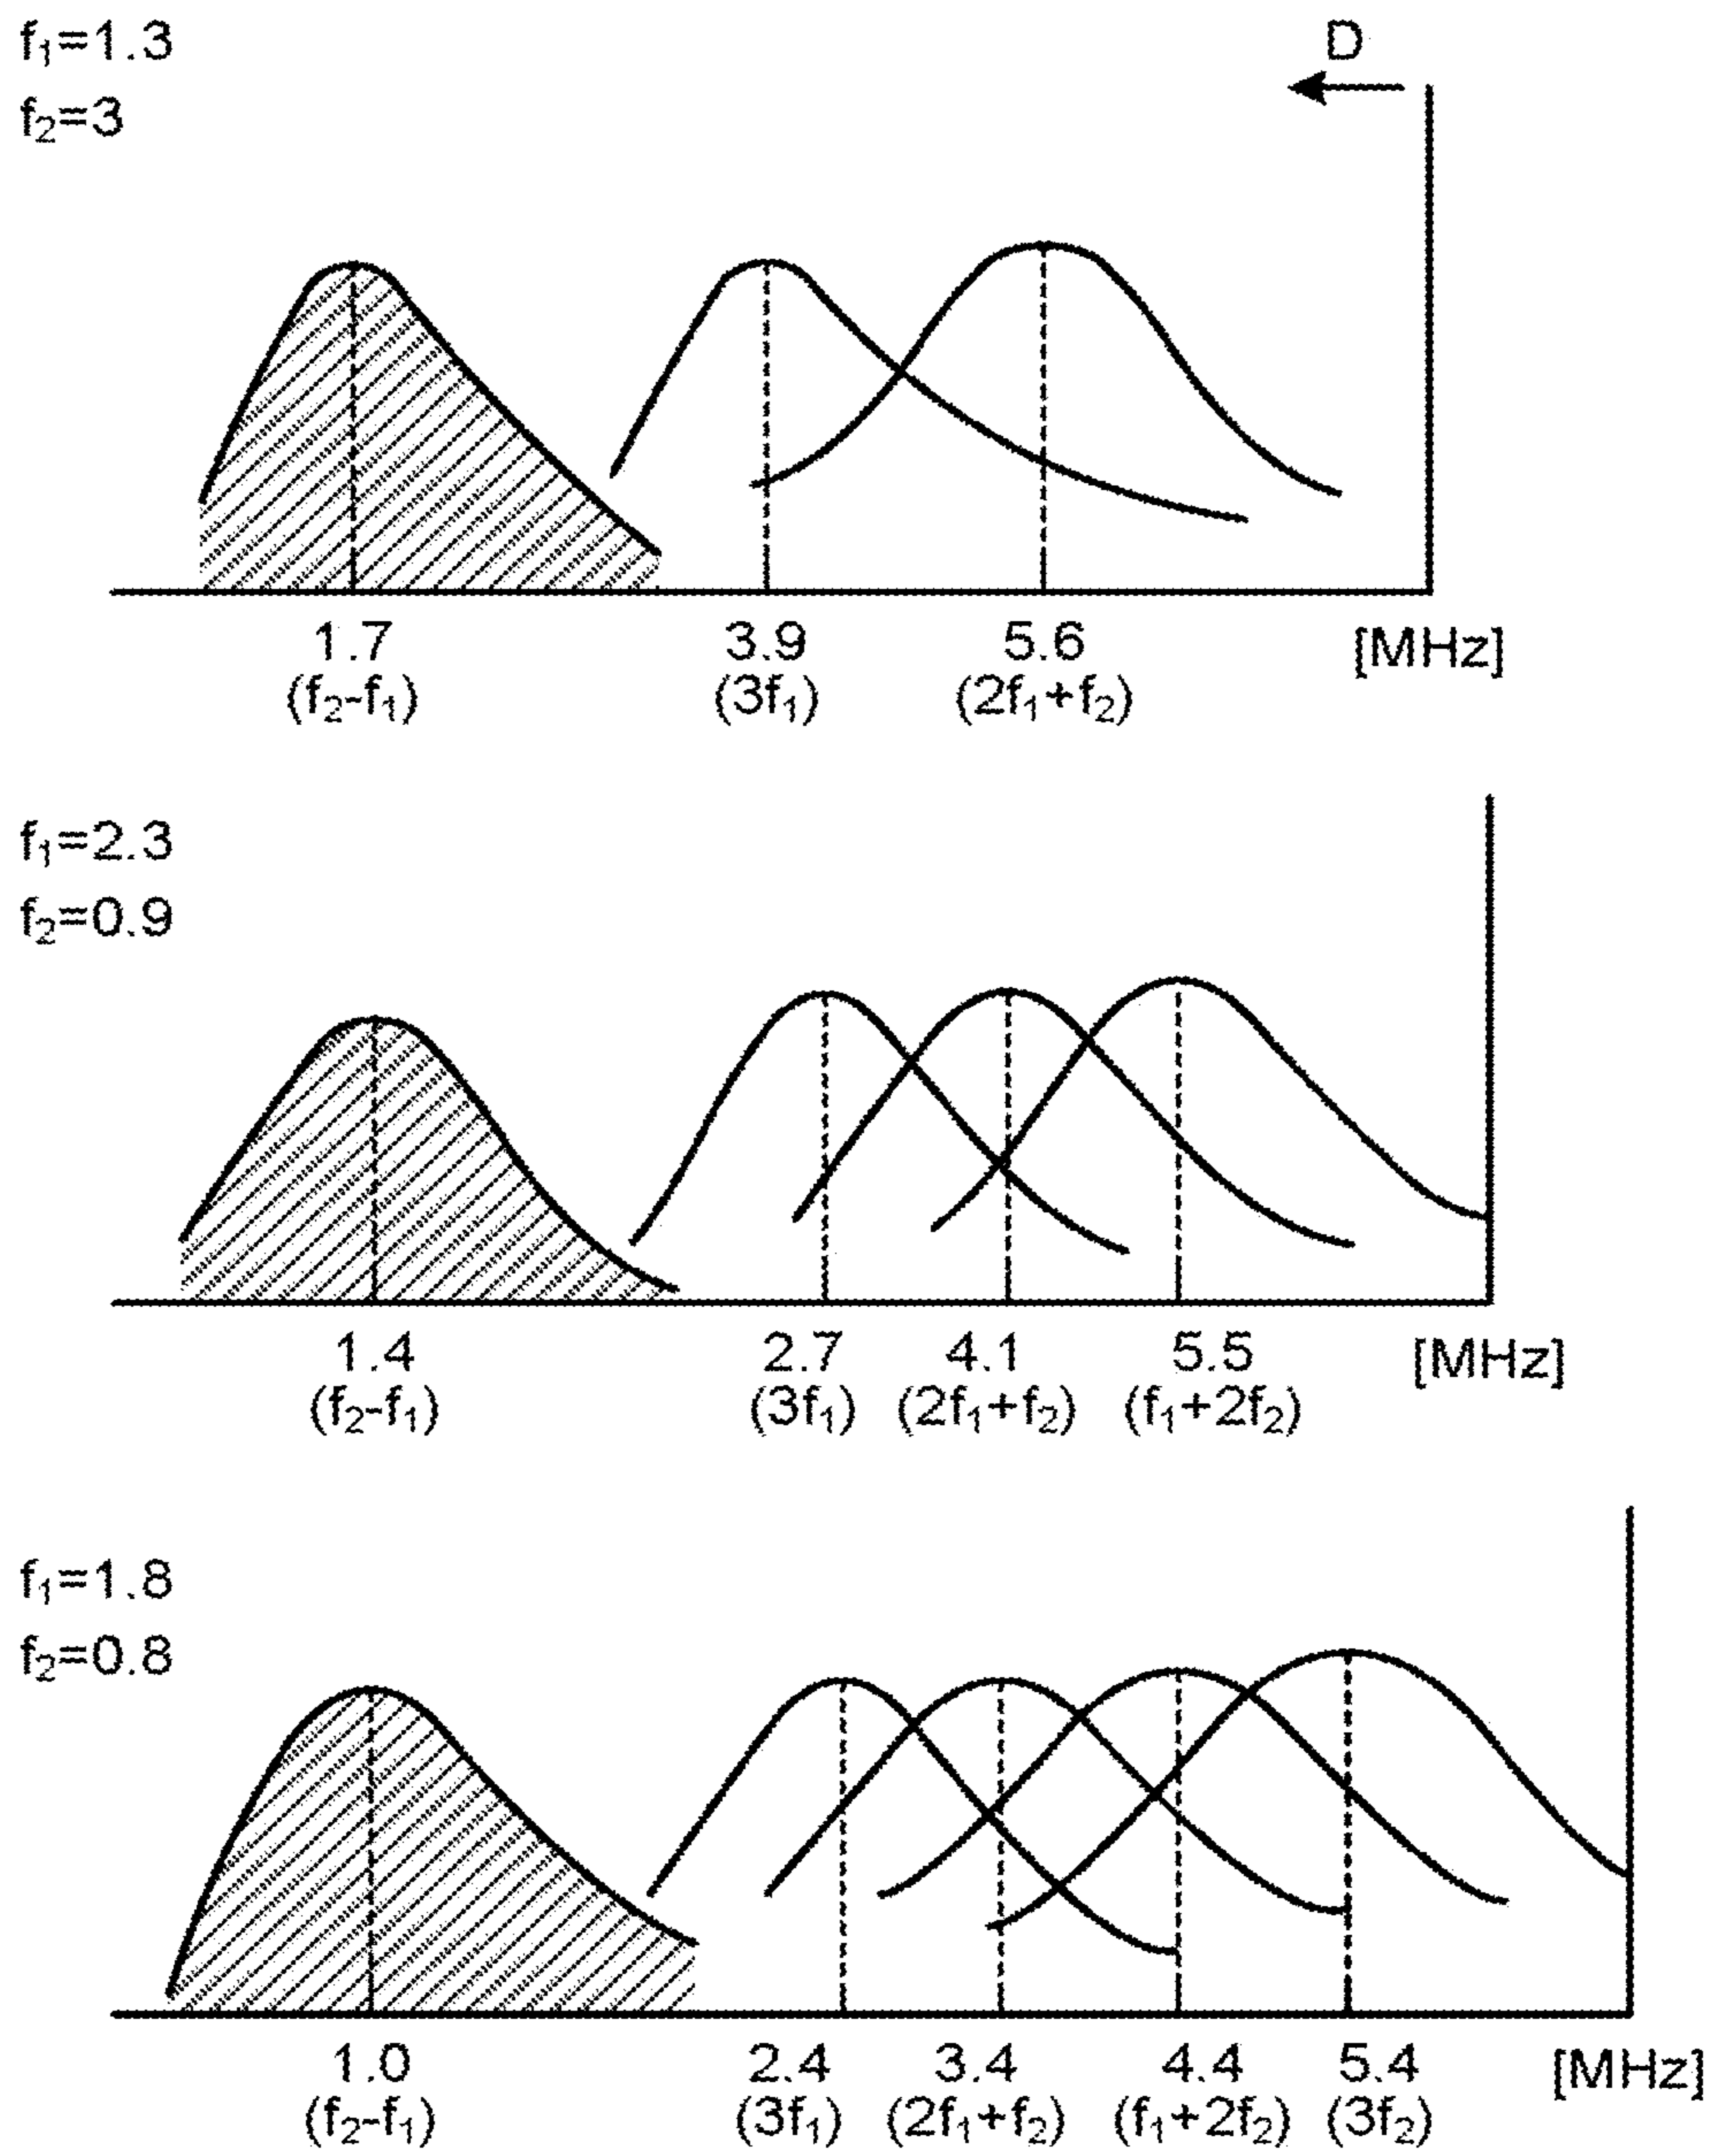 f₁=1.3
D
f₂=3
1.7 3.9 5.6 [MHz]
(f₂-f₁) (3f₁) (2f₁+f₂)
f₁=2.3
f₂=0.9
1.4 2.7 4.1 5.5 [MHz]
(f₂-f₁) (3f₁) (2f₁+f₂) (f₁+2f₂)
f₁=1.8
f₂=0.8
1.0 2.4 3.4 4.4 5.4 [MHz]
(f₂-f₁) (3f₁) (2f₁+f₂) (f₁+2f₂) (3f₂)